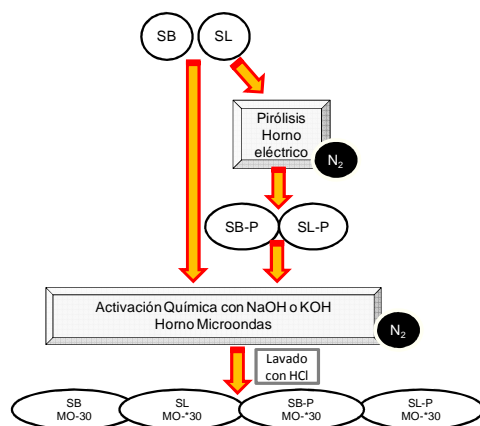 SB
SL
Pirólisis
Horno
eléctrico
N2
SB-P
SL-P
Activación Química con NaOH o KOH
Horno Microondas
N2
Lavado
con HCl
SB
MO-30
SL
MO-*30
SB-P
MO-*30
SL-P
MO-*30